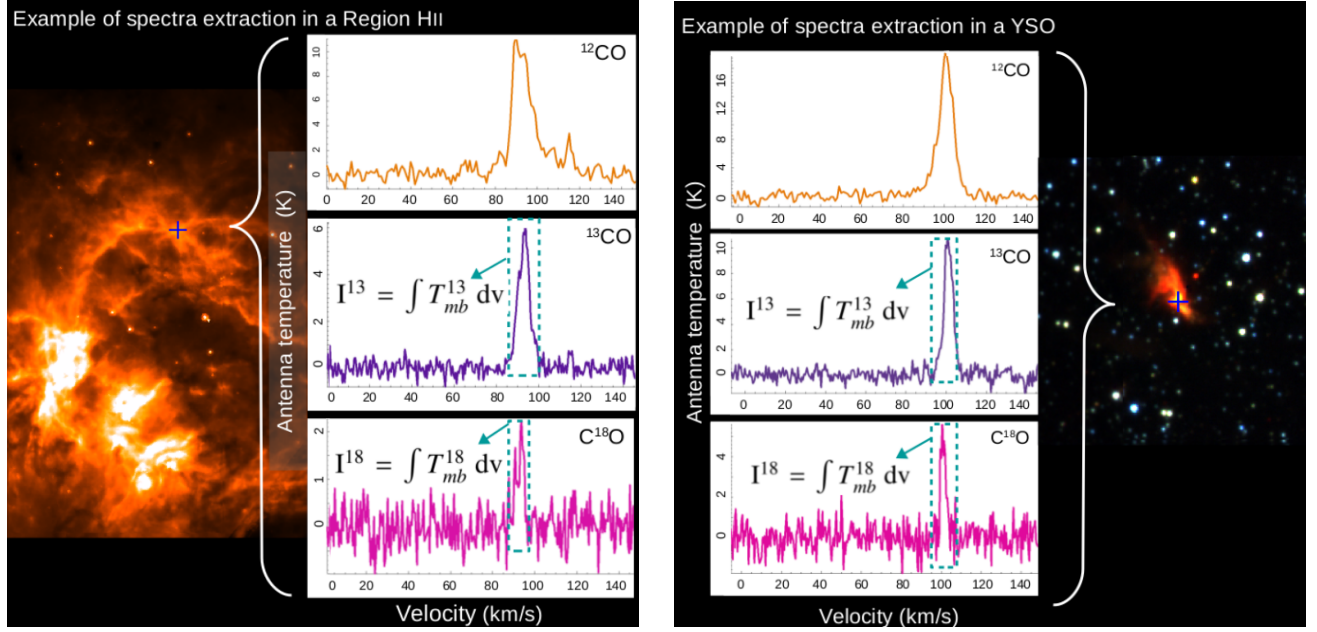 Example of spectra extraction in a Region HII
Antenna temperature (K)
¹²CO
10
8
6
4
2
0
0 20 40 60 80 100 120 140
¹³CO
6
4
2
0
I¹³ = ∫ T¹³mb dv
0 20 40 60 80 100 120 140
C¹⁸O
2
1
0
I¹⁸ = ∫ T¹⁸mb dv
20 40 60 80 100 120 140
Velocity (km/s)
Example of spectra extraction in a YSO
Antenna temperature (K)
¹²CO
16
12
8
4
0
0 20 40 60 80 100 120 140
¹³CO
10
8
6
4
2
0
I¹³ = ∫ T¹³mb dv
0 20 40 60 80 100 120 140
C¹⁸O
4
2
0
I¹⁸ = ∫ T¹⁸mb dv
0 20 40 60 80 100 120 140
Velocity (km/s)